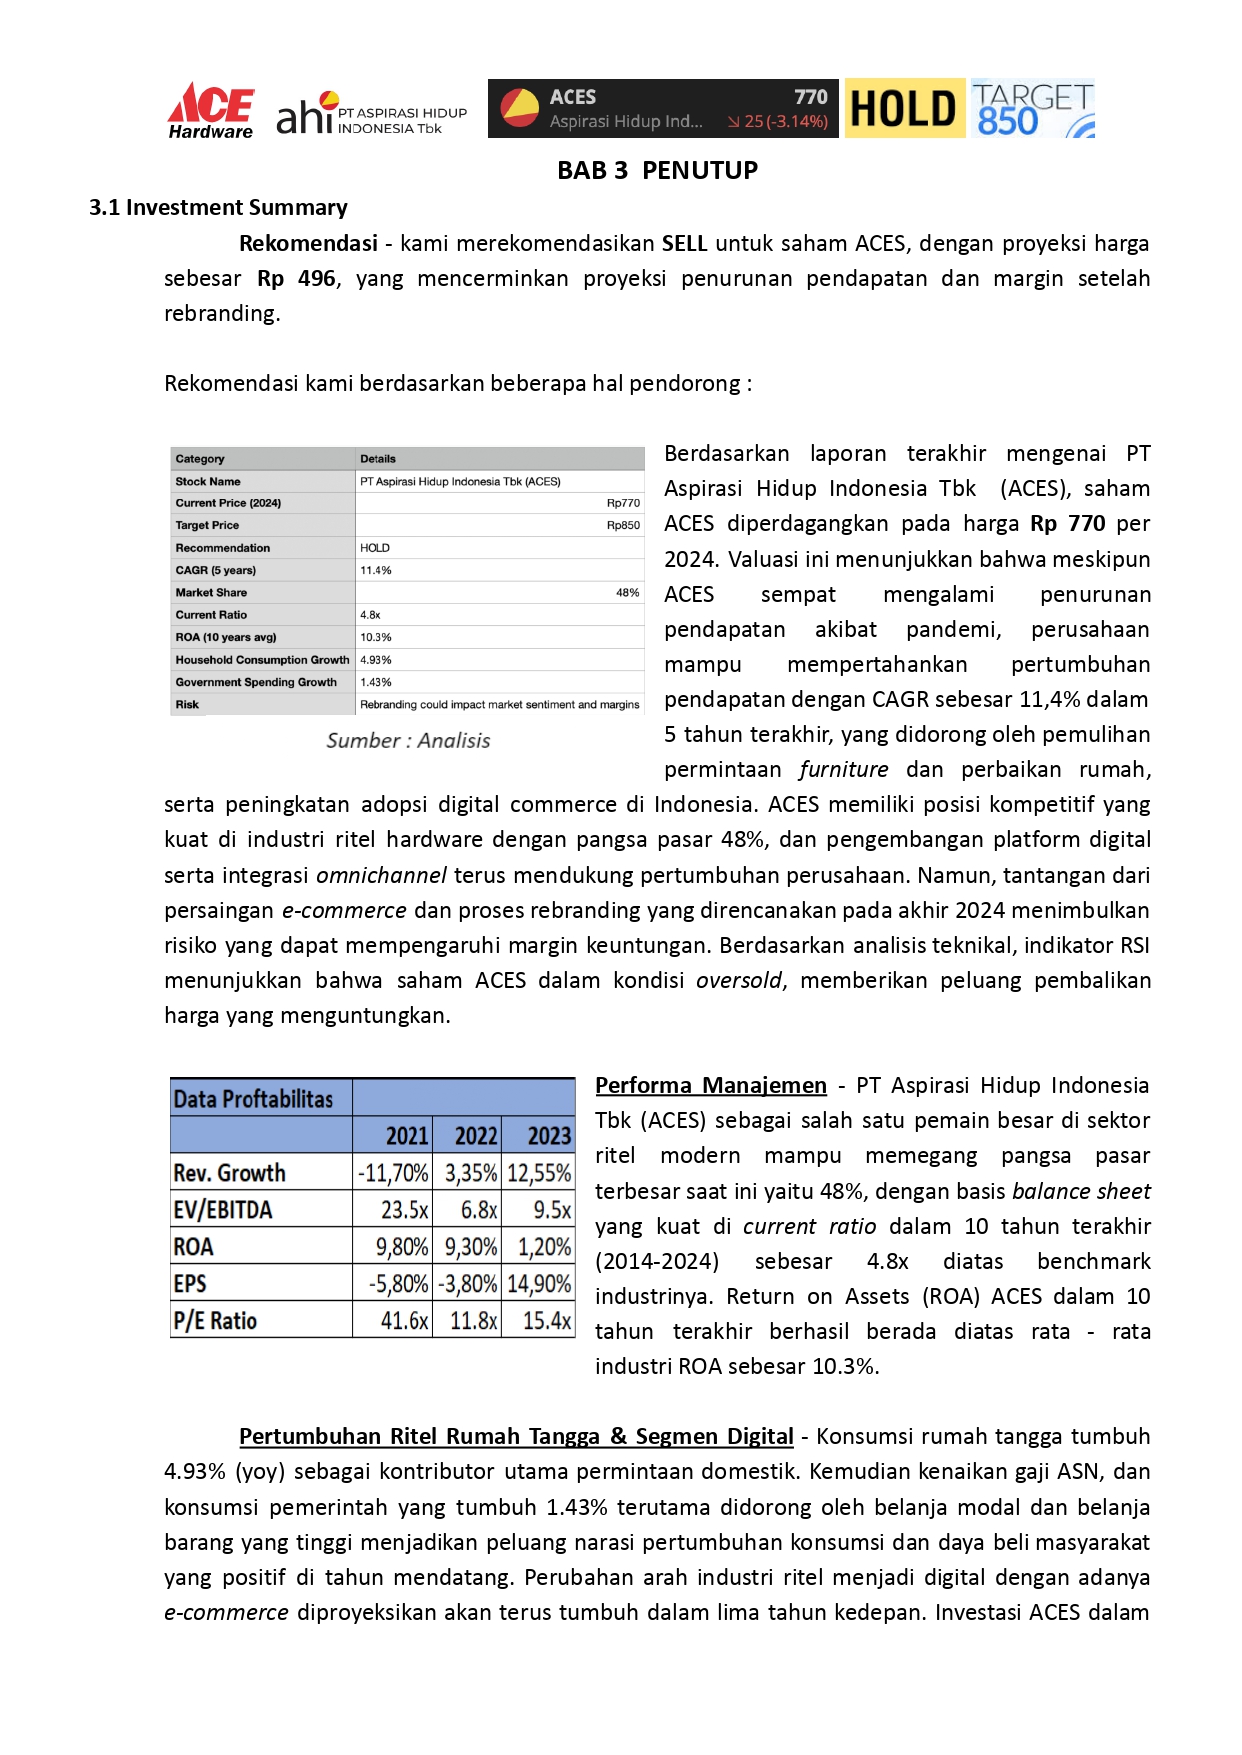 ACE
Hardware
ahi PT ASPIRASI HIDUP
INDONESIA Tbk
ACES 770
Aspirasi Hidup Ind... ↘ 25 (-3.14%)
HOLD
TARGET
850
BAB 3 PENUTUP
3.1 Investment Summary
Rekomendasi - kami merekomendasikan SELL untuk saham ACES, dengan proyeksi harga
sebesar Rp 496, yang mencerminkan proyeksi penurunan pendapatan dan margin setelah
rebranding.
Rekomendasi kami berdasarkan beberapa hal pendorong :
Category Details
Stock Name PT Aspirasi Hidup Indonesia Tbk (ACES)
Current Price (2024) Rp770
Target Price Rp850
Recommendation HOLD
CAGR (5 years) 11.4%
Market Share 48%
Current Ratio 4.8x
ROA (10 years avg) 10.3%
Household Consumption Growth 4.93%
Government Spending Growth 1.43%
Risk Rebranding could impact market sentiment and margins
Sumber : Analisis
Berdasarkan laporan terakhir mengenai PT
Aspirasi Hidup Indonesia Tbk (ACES), saham
ACES diperdagangkan pada harga Rp 770 per
2024. Valuasi ini menunjukkan bahwa meskipun
ACES sempat mengalami penurunan
pendapatan akibat pandemi, perusahaan
mampu mempertahankan pertumbuhan
pendapatan dengan CAGR sebesar 11,4% dalam
5 tahun terakhir, yang didorong oleh pemulihan
permintaan furniture dan perbaikan rumah,
serta peningkatan adopsi digital commerce di Indonesia. ACES memiliki posisi kompetitif yang
kuat di industri ritel hardware dengan pangsa pasar 48%, dan pengembangan platform digital
serta integrasi omnichannel terus mendukung pertumbuhan perusahaan. Namun, tantangan dari
persaingan e-commerce dan proses rebranding yang direncanakan pada akhir 2024 menimbulkan
risiko yang dapat mempengaruhi margin keuntungan. Berdasarkan analisis teknikal, indikator RSI
menunjukkan bahwa saham ACES dalam kondisi oversold, memberikan peluang pembalikan
harga yang menguntungkan.
Data Proftabilitas
2021 2022 2023
Rev. Growth -11,70% 3,35% 12,55%
EV/EBITDA 23.5x 6.8x 9.5x
ROA 9,80% 9,30% 1,20%
EPS -5,80% -3,80% 14,90%
P/E Ratio 41.6x 11.8x 15.4x
Performa Manajemen - PT Aspirasi Hidup Indonesia
Tbk (ACES) sebagai salah satu pemain besar di sektor
ritel modern mampu memegang pangsa pasar
terbesar saat ini yaitu 48%, dengan basis balance sheet
yang kuat di current ratio dalam 10 tahun terakhir
(2014-2024) sebesar 4.8x diatas benchmark
industrinya. Return on Assets (ROA) ACES dalam 10
tahun terakhir berhasil berada diatas rata - rata
industri ROA sebesar 10.3%.
Pertumbuhan Ritel Rumah Tangga & Segmen Digital - Konsumsi rumah tangga tumbuh
4.93% (yoy) sebagai kontributor utama permintaan domestik. Kemudian kenaikan gaji ASN, dan
konsumsi pemerintah yang tumbuh 1.43% terutama didorong oleh belanja modal dan belanja
barang yang tinggi menjadikan peluang narasi pertumbuhan konsumsi dan daya beli masyarakat
yang positif di tahun mendatang. Perubahan arah industri ritel menjadi digital dengan adanya
e-commerce diproyeksikan akan terus tumbuh dalam lima tahun kedepan. Investasi ACES dalam